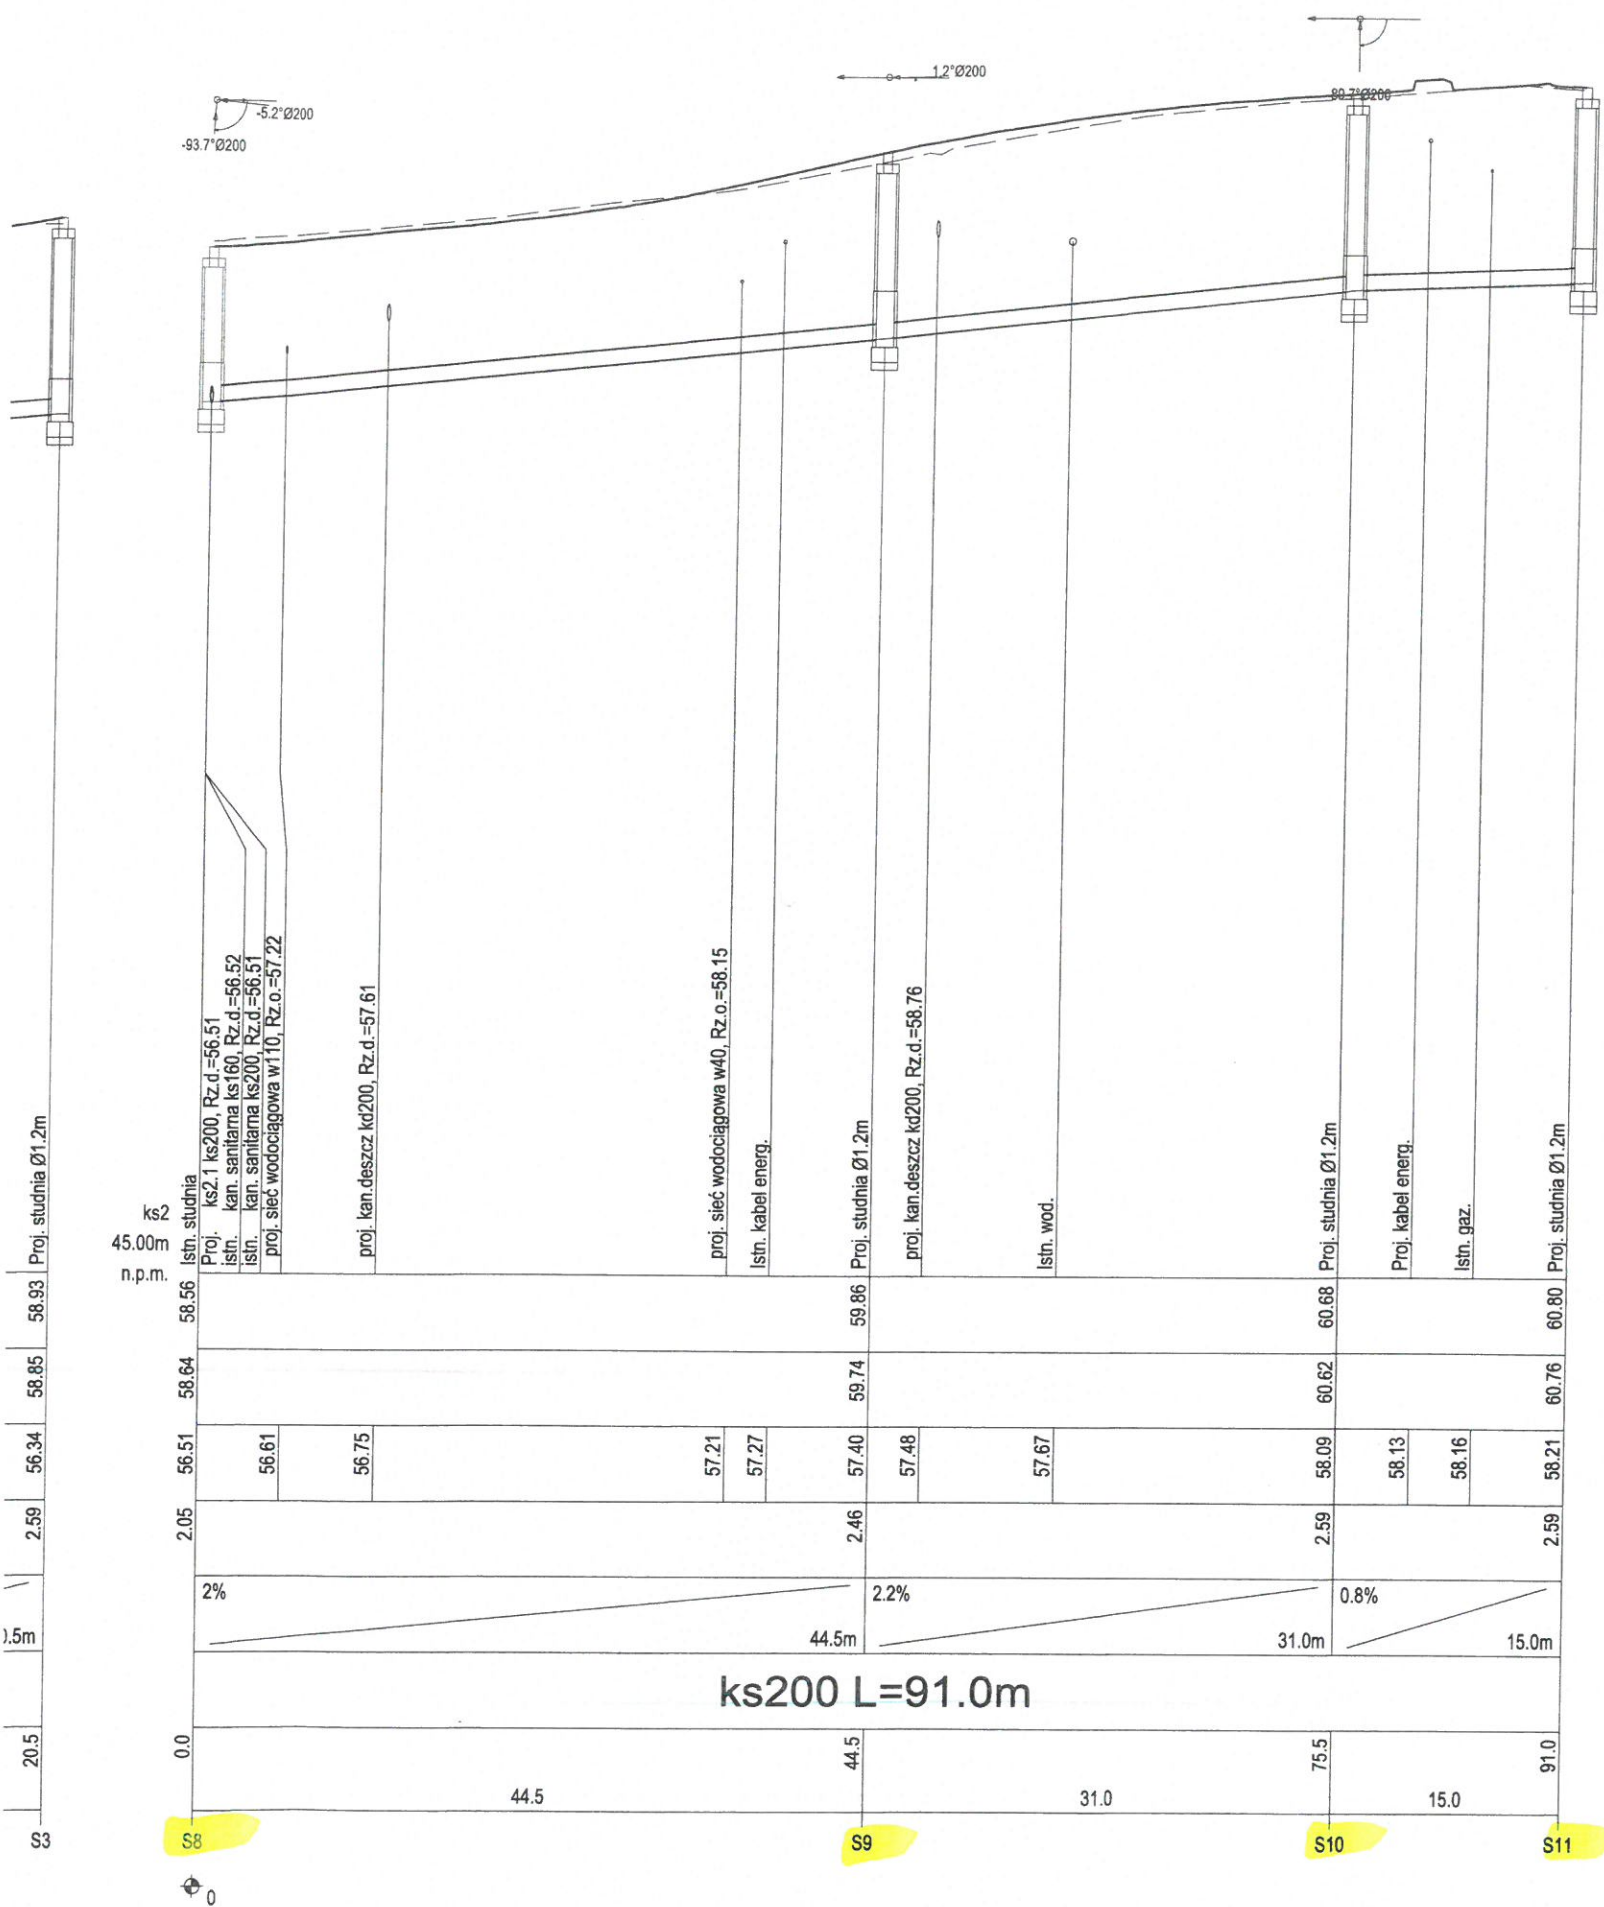 1.2°Ø200
80.7°Ø200
-5.2°Ø200
-93.7°Ø200
ks2
45.00m
n.p.m.
Proj. studnia Ø1.2m
Istn. studnia
Proj. ks2.1 ks200, Rz.d.=56.51
istn. kan. sanitarna ks160, Rz.d.=56.52
istn. kan. sanitarna ks200, Rz.d.=56.51
proj. sieć wodociągowa w110, Rz.o.=57.22
proj. kan.deszcz kd200, Rz.d.=57.61
proj. sieć wodociągowa w40, Rz.o.=58.15
Istn. kabel energ.
Proj. studnia Ø1.2m
proj. kan.deszcz kd200, Rz.d.=58.76
Istn. wod.
Proj. studnia Ø1.2m
Proj. kabel energ.
Istn. gaz.
Proj. studnia Ø1.2m
58.93 58.56 59.86 60.68 60.80
58.85 58.64 59.74 60.62 60.76
56.34 56.51 56.61 56.75 57.21 57.27 57.40 57.48 57.67 58.09 58.13 58.16 58.21
2.59 2.05 2.46 2.59 2.59
2% 2.2% 0.8%
.5m 44.5m 31.0m 15.0m
ks200 L=91.0m
20.5 0.0 44.5 75.5 91.0
44.5 31.0 15.0
S3 S8 S9 S10 S11
0